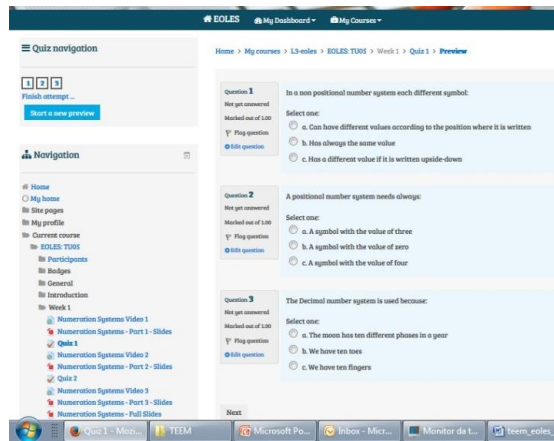 EOLES My Dashboard My Courses
Quiz navigation
1 2 3
Finish attempt ...
Start a new preview
Navigation
Home
My home
Site pages
My profile
Current course
EOLES: TU05
Participants
Badges
General
Introduction
Week 1
Numeration Systems Video 1
Numeration Systems - Part 1 - Slides
Quiz 1
Numeration Systems Video 2
Numeration Systems - Part 2 - Slides
Quiz 2
Numeration Systems Video 3
Numeration Systems - Part 3 - Slides
Numeration Systems - Full Slides
Home > My courses > L3-eoles > EOLES: TU05 > Week 1 > Quiz 1 > Preview
Question 1
Not yet answered
Marked out of 1.00
Flag question
Edit question
In a non positional number system each different symbol:
Select one:
a. Can have different values according to the position where it is written
b. Has always the same value
c. Has a different value if it is written upside-down
Question 2
Not yet answered
Marked out of 1.00
Flag question
Edit question
A positional number system needs always:
Select one:
a. A symbol with the value of three
b. A symbol with the value of zero
c. A symbol with the value of four
Question 3
Not yet answered
Marked out of 1.00
Flag question
Edit question
The Decimal number system is used because:
Select one:
a. The moon has ten different phases in a year
b. We have ten toes
c. We have ten fingers
Next
Quiz 1 - Mozi... TEEM Microsoft Po... Inbox - Micr... Monitor da t... teem_eoles